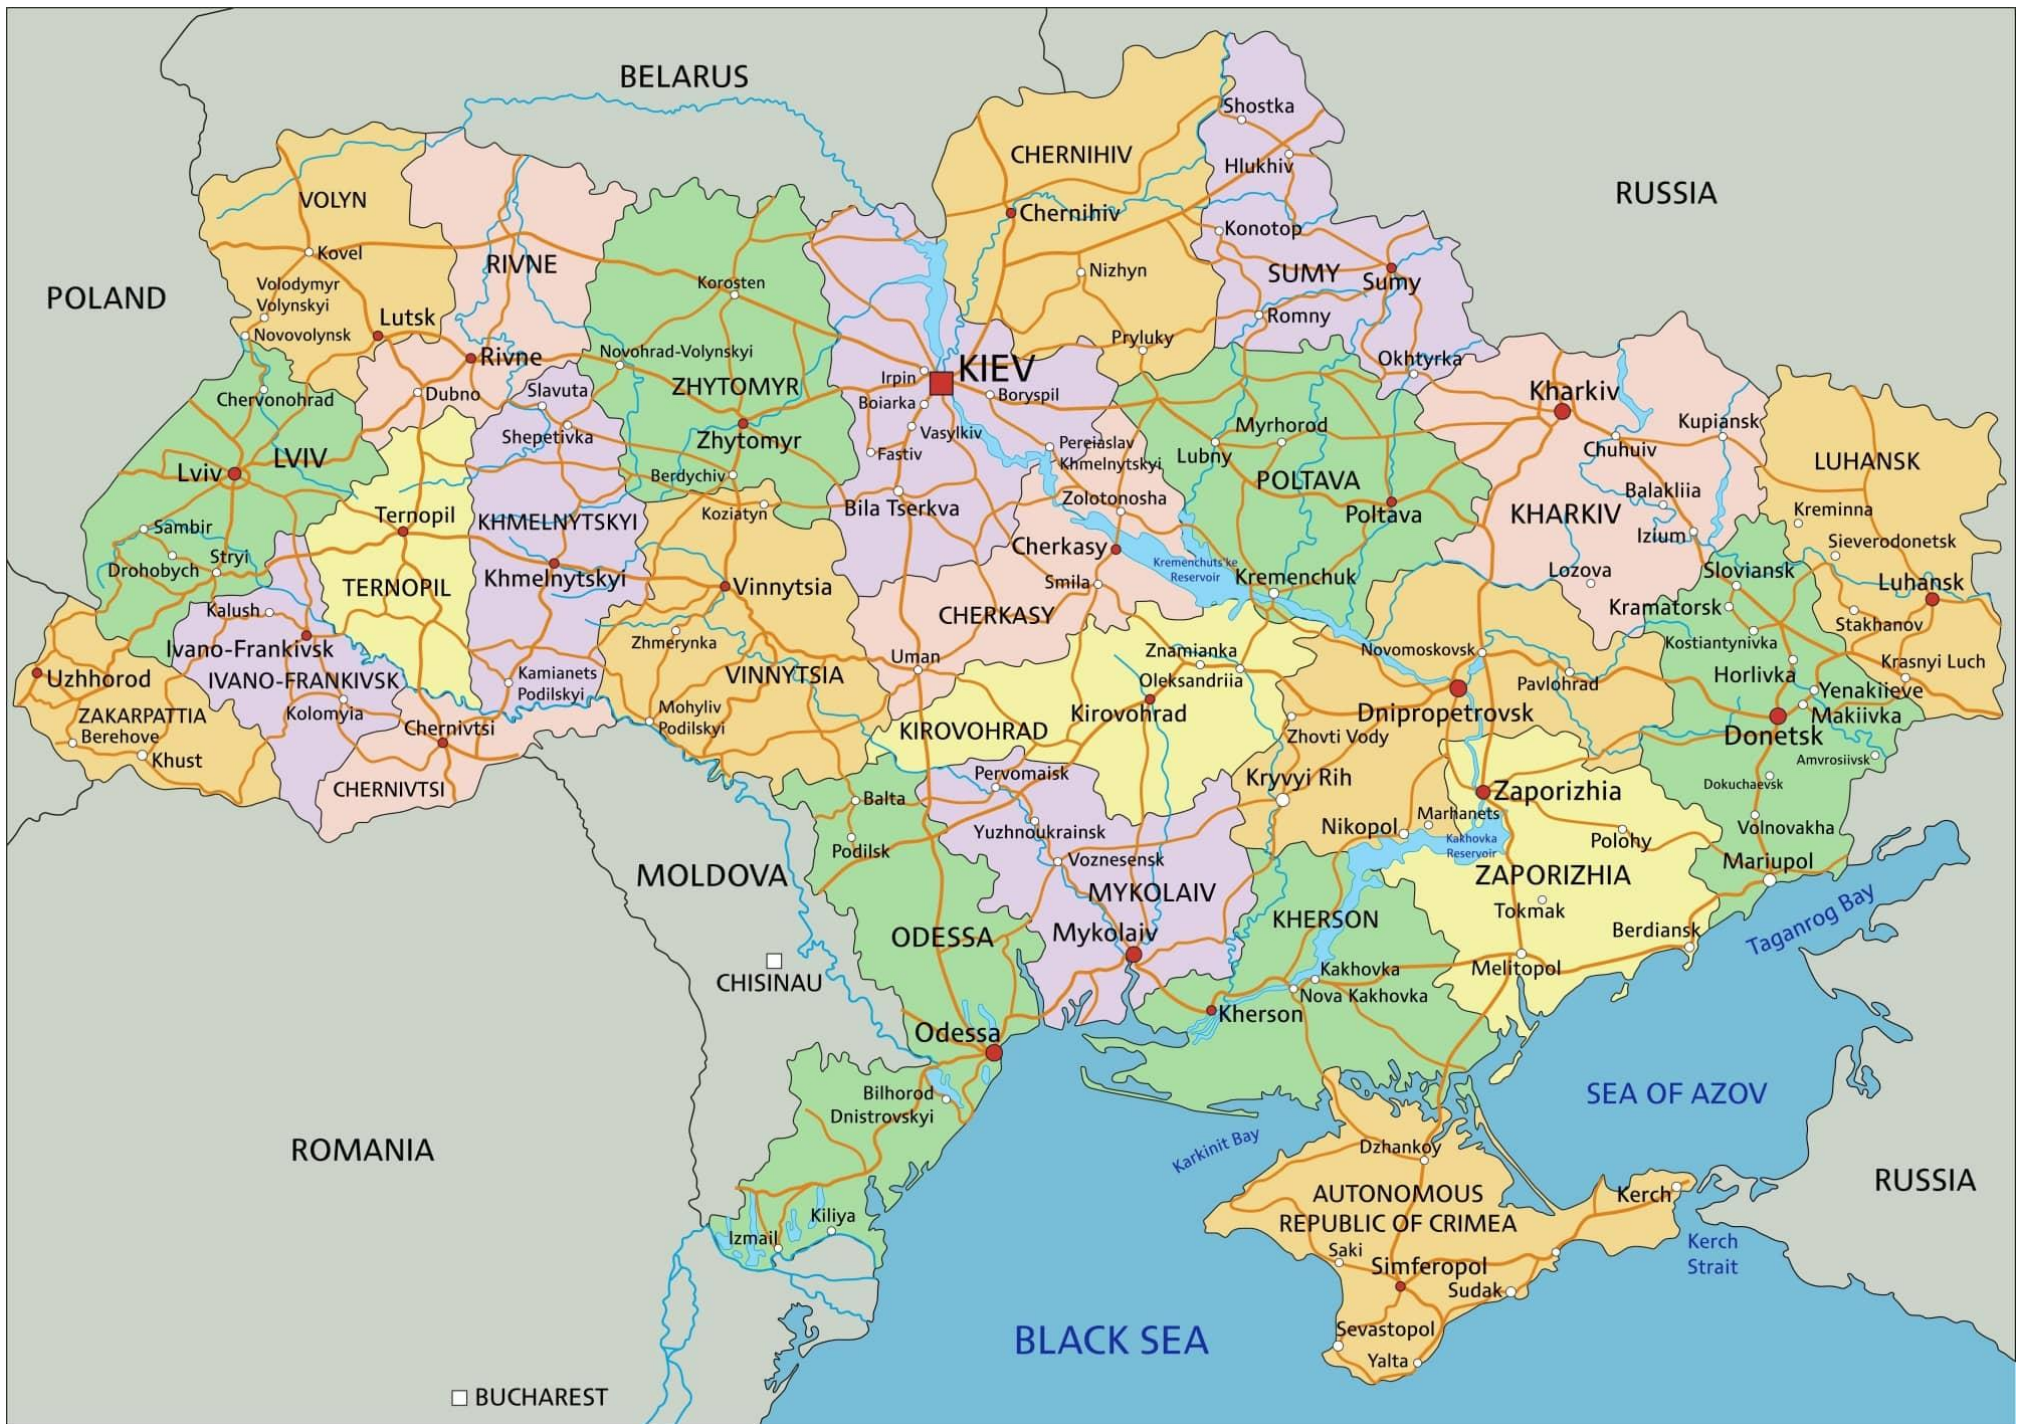 BELARUS
RUSSIA
POLAND
CHERNIHIV
Shostka
Hlukhiv
Chernihiv
Konotop
VOLYN
Kovel
RIVNE
Volodymyr
Volynskyi
Novovolynsk
Lutsk
Rivne
Korosten
Nizhyn
SUMY
Sumy
Romny
Pryluky
Okhtyrka
Novohrad-Volynskyi
ZHYTOMYR
Irpin
KIEV
Boiarka
Boryspil
Chervonohrad
Dubno
Slavuta
Shepetivka
Zhytomyr
Vasylkiv
Fastiv
Pereiaslav
Khmelnytskyi
Lubny
Myrhorod
Kharkiv
Kupiansk
Chuhuiv
LUHANSK
Lviv
LVIV
Berdychiv
Bila Tserkva
Zolotonosha
POLTAVA
Poltava
KHARKIV
Balakliia
Izium
Kreminna
Sieverodonetsk
Sambir
Drohobych
Stryi
Ternopil
TERNOPIL
KHMELNYTSKYI
Khmelnytskyi
Koziatyn
Vinnytsia
Cherkasy
Smila
CHERKASY
Kremenchuts'ke
Reservoir
Kremenchuk
Lozova
Sloviansk
Kramatorsk
Kostiantynivka
Luhansk
Stakhanov
Kalush
Ivano-Frankivsk
IVANO-FRANKIVSK
Kolomyia
Uzhhorod
ZAKARPATTIA
Berehove
Khust
Kamianets
Podilskyi
Chernivtsi
CHERNIVTSI
Zhmerynka
VINNYTSIA
Mohyliv
Podilskyi
Uman
KIROVOHRAD
Znamianka
Oleksandriia
Kirovohrad
Novomoskovsk
Pavlohrad
Dnipropetrovsk
Zhovti Vody
Kryvyi Rih
Horlivka
Krasnyi Luch
Yenakiieve
Makiivka
Donetsk
Amvrosiivsk
Dokuchaevsk
Volnovakha
Mariupol
Pervomaisk
Yuzhnoukrainsk
Voznesensk
Balta
Podilsk
MOLDOVA
MYKOLAIV
Mykolaiv
Nikopol
Marhanets
Kakhovka
Reservoir
Zaporizhia
Polohy
ZAPORIZHIA
Tokmak
Berdiansk
Melitopol
Taganrog Bay
ODESSA
CHISINAU
KHERSON
Kakhovka
Nova Kakhovka
Kherson
Odessa
Bilhorod
Dnistrovskyi
SEA OF AZOV
ROMANIA
Karkinit Bay
Dzhankoy
AUTONOMOUS
REPUBLIC OF CRIMEA
Kerch
RUSSIA
Kerch
Strait
Kiliya
Izmail
Saki
Simferopol
Sudak
Sevastopol
Yalta
BLACK SEA
BUCHAREST